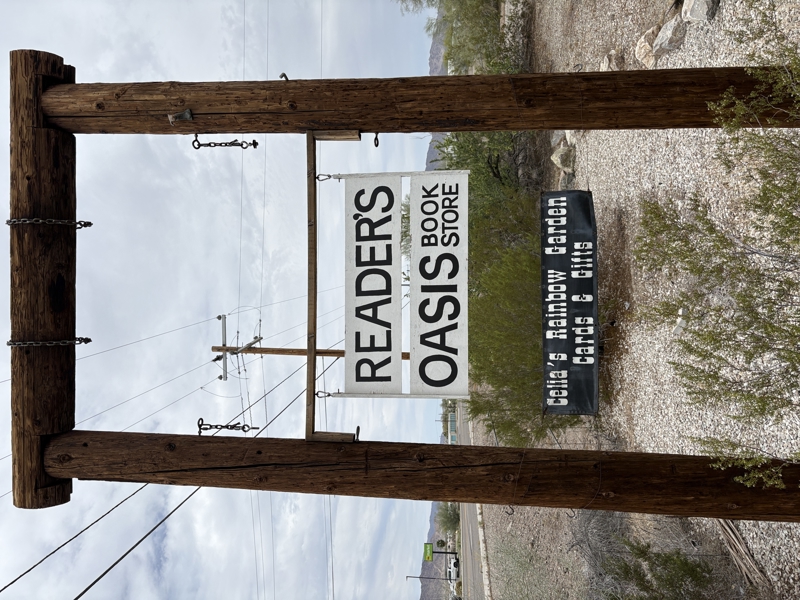 READER'S
OASIS BOOK STORE
Celia's Rainbow Garden
Cards & Gifts